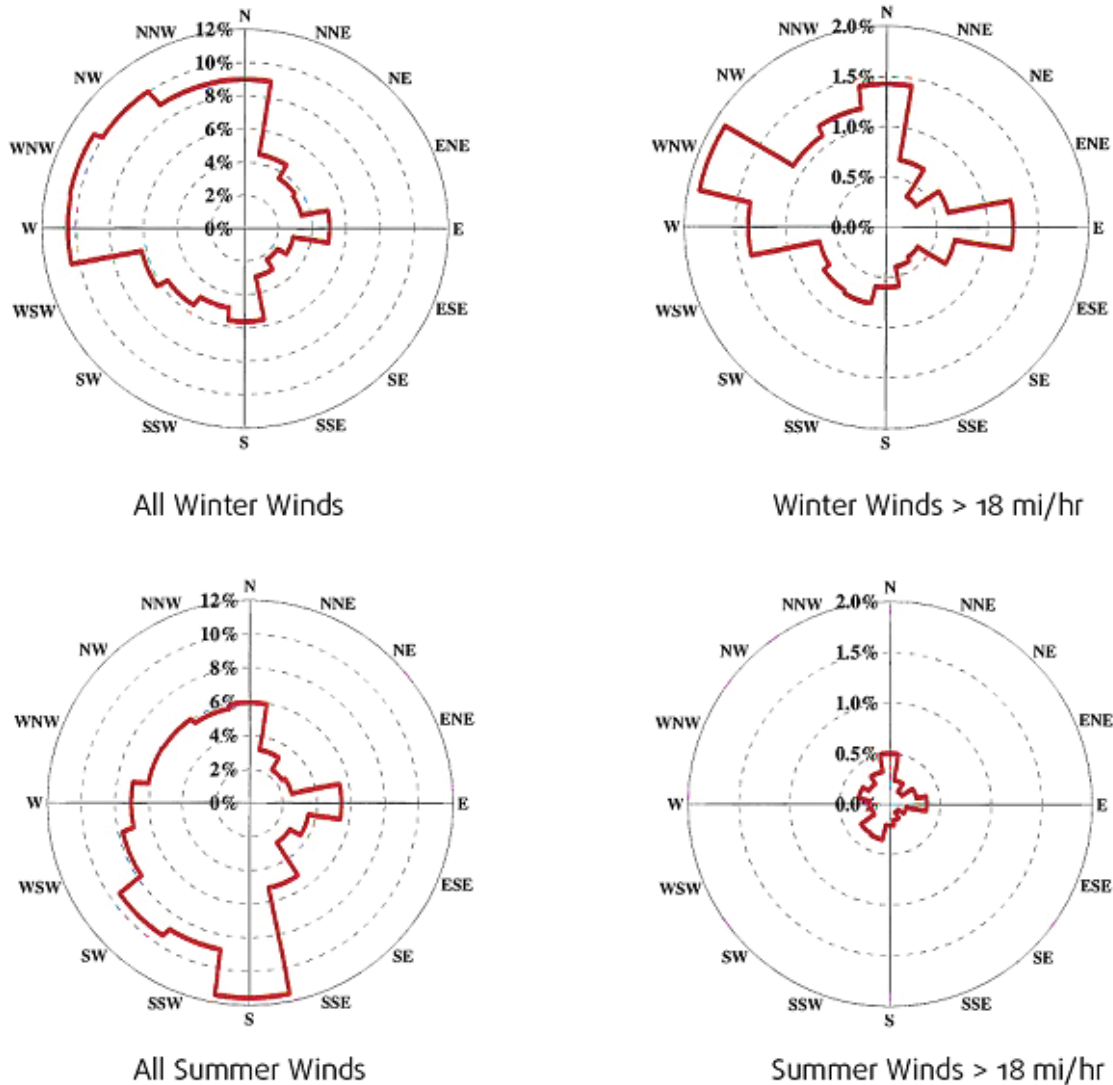 N
NNW 12% NNE
10%
NW 8% NE
6%
WNW 4% ENE
2%
W 0% E
WSW ESE
SW SE
SSW SSE
S
All Winter Winds
N
NNW 2.0% NNE
NW 1.5% NE
WNW 1.0% ENE
0.5%
W 0.0% E
WSW ESE
SW SE
SSW SSE
S
Winter Winds > 18 mi/hr
N
NNW 12% NNE
10%
NW 8% NE
6%
WNW 4% ENE
2%
W 0% E
WSW ESE
SW SE
SSW SSE
S
All Summer Winds
N
NNW 2.0% NNE
NW 1.5% NE
WNW 1.0% ENE
0.5%
W 0.0% E
WSW ESE
SW SE
SSW SSE
S
Summer Winds > 18 mi/hr